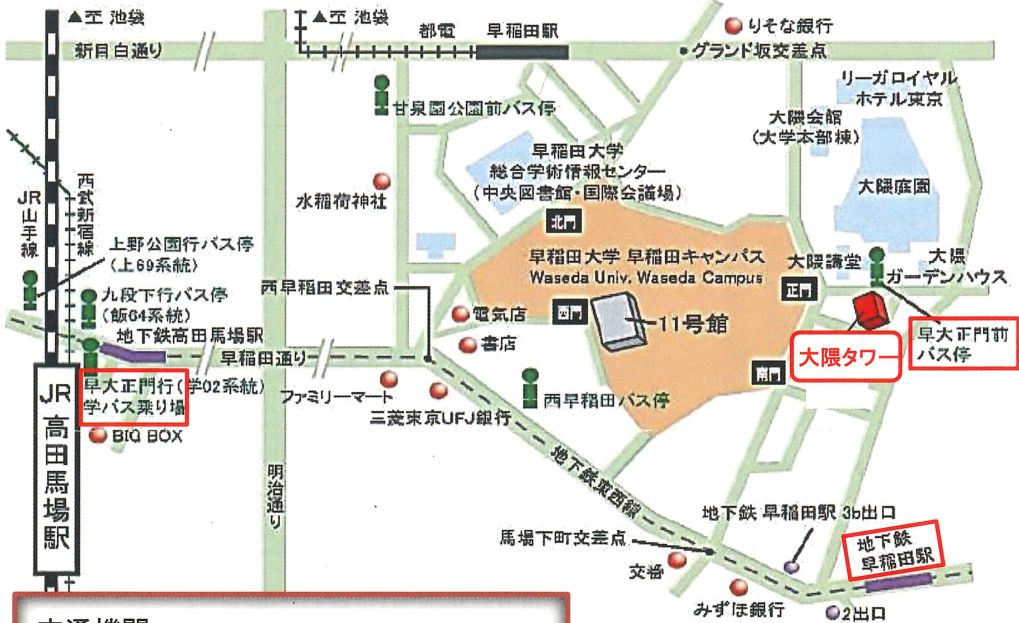 ▲至 池袋
▲至 池袋
都電
早稲田駅
りそな銀行
新目白通り
グランド坂交差点
リーガロイヤル
ホテル東京
甘泉園公園前バス停
大隈会館
(大学本部棟)
早稲田大学
総合学術情報センター
(中央図書館・国際会議場)
大隈庭園
水稲荷神社
北門
JR山手線
西武新宿線
上野公園行バス停
(上69系統)
早稲田大学 早稲田キャンパス
Waseda Univ. Waseda Campus
大隈講堂
大隈
ガーデンハウス
正門
西早稲田交差点
九段下行バス停
(飯64系統)
電気店
西門
11号館
地下鉄高田馬場駅
早稲田通り
書店
大隈タワー
早大正門前
バス停
南門
早大正門行(学02系統)
学バス乗り場
ファミリーマート
三菱東京UFJ銀行
西早稲田バス停
BIG BOX
JR高田馬場駅
明治通り
地下鉄東西線
地下鉄 早稲田駅 3b出口
馬場下町交差点
地下鉄
早稲田駅
交番
みずほ銀行
2出口